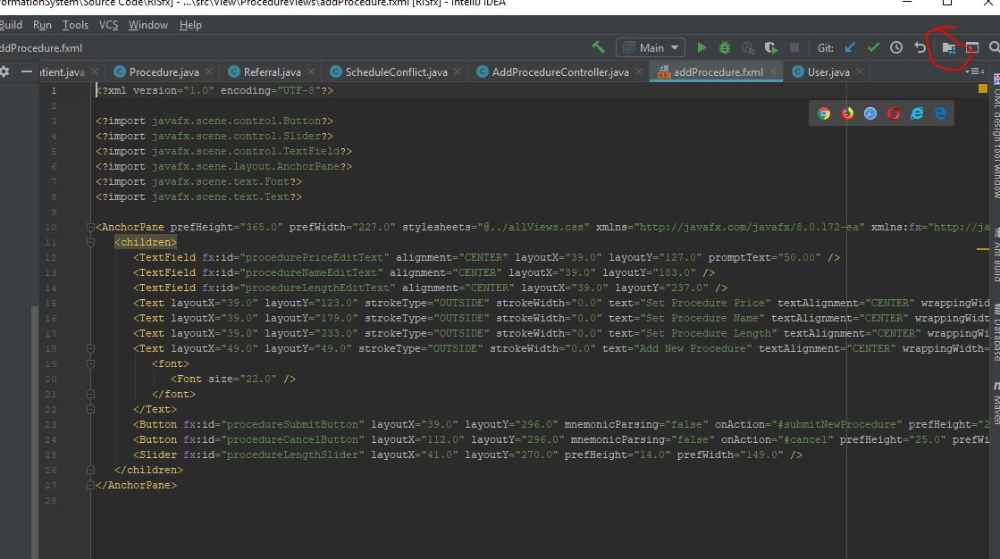 ormationSystem\Source Code\RISfx] - ...\src\View\ProcedureViews\addProcedure.fxml [RISfx] - IntelliJ IDEA
Build Run Tools VCS Window Help
ddProcedure.fxml Main Git:
tient.java Procedure.java Referral.java ScheduleConflict.java AddProcedureController.java addProcedure.fxml User.java 4
1 <?xml version="1.0" encoding="UTF-8"?>
2
3 <?import javafx.scene.control.Button?>
4 <?import javafx.scene.control.Slider?>
5 <?import javafx.scene.control.TextField?>
6 <?import javafx.scene.layout.AnchorPane?>
7 <?import javafx.scene.text.Font?>
8 <?import javafx.scene.text.Text?>
9
10 <AnchorPane prefHeight="365.0" prefWidth="227.0" stylesheets="@../allViews.css" xmlns="http://javafx.com/javafx/8.0.172-ea" xmlns:fx="http://ja
11 <children>
12 <TextField fx:id="procedurePriceEditText" alignment="CENTER" layoutX="39.0" layoutY="127.0" promptText="50.00" />
13 <TextField fx:id="procedureNameEditText" alignment="CENTER" layoutX="39.0" layoutY="183.0" />
14 <TextField fx:id="procedureLengthEditText" alignment="CENTER" layoutX="39.0" layoutY="237.0" />
15 <Text layoutX="39.0" layoutY="123.0" strokeType="OUTSIDE" strokeWidth="0.0" text="Set Procedure Price" textAlignment="CENTER" wrappingWid
16 <Text layoutX="39.0" layoutY="179.0" strokeType="OUTSIDE" strokeWidth="0.0" text="Set Procedure Name" textAlignment="CENTER" wrappingWidt
17 <Text layoutX="39.0" layoutY="233.0" strokeType="OUTSIDE" strokeWidth="0.0" text="Set Procedure Length" textAlignment="CENTER" wrappingWi
18 <Text layoutX="49.0" layoutY="49.0" strokeType="OUTSIDE" strokeWidth="0.0" text="Add New Procedure" textAlignment="CENTER" wrappingWidth=
19 <font>
20 <Font size="22.0" />
21 </font>
22 </Text>
23 <Button fx:id="procedureSubmitButton" layoutX="39.0" layoutY="296.0" mnemonicParsing="false" onAction="#submitNewProcedure" prefHeight="2
24 <Button fx:id="procedureCancelButton" layoutX="112.0" layoutY="296.0" mnemonicParsing="false" onAction="#cancel" prefHeight="25.0" prefWi
25 <Slider fx:id="procedureLengthSlider" layoutX="41.0" layoutY="270.0" prefHeight="14.0" prefWidth="149.0" />
26 </children>
27 </AnchorPane>
28
UML design tool window
Ant Build
Database
Maven